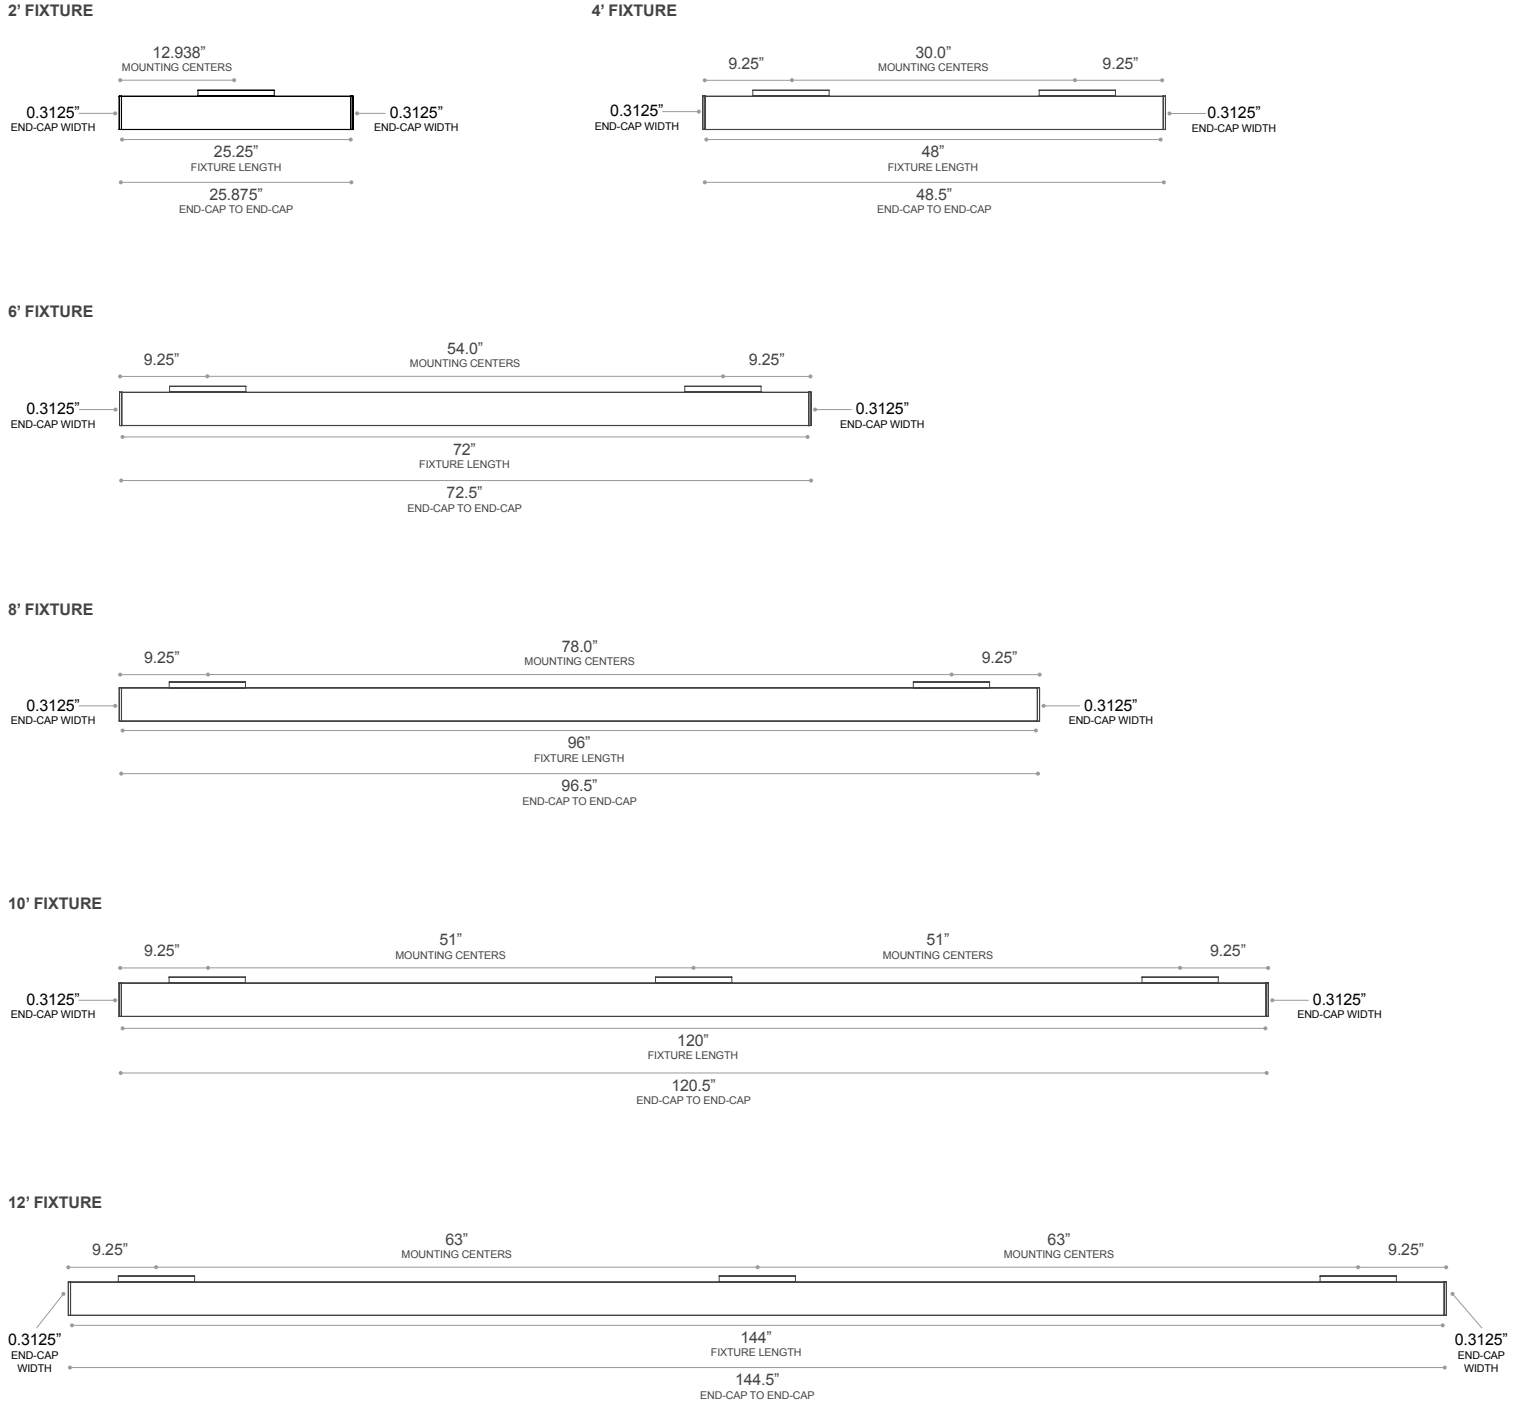 2’ FIXTURE
12.938”
MOUNTING CENTERS
0.3125”
END-CAP WIDTH
0.3125”
END-CAP WIDTH
25.25”
FIXTURE LENGTH
25.875”
END-CAP TO END-CAP
4’ FIXTURE
9.25”
30.0”
MOUNTING CENTERS
9.25”
0.3125”
END-CAP WIDTH
0.3125”
END-CAP WIDTH
48”
FIXTURE LENGTH
48.5”
END-CAP TO END-CAP
6’ FIXTURE
9.25”
54.0”
MOUNTING CENTERS
9.25”
0.3125”
END-CAP WIDTH
0.3125”
END-CAP WIDTH
72”
FIXTURE LENGTH
72.5”
END-CAP TO END-CAP
8’ FIXTURE
9.25”
78.0”
MOUNTING CENTERS
9.25”
0.3125”
END-CAP WIDTH
0.3125”
END-CAP WIDTH
96”
FIXTURE LENGTH
96.5”
END-CAP TO END-CAP
10’ FIXTURE
9.25”
51”
MOUNTING CENTERS
51”
MOUNTING CENTERS
9.25”
0.3125”
END-CAP WIDTH
0.3125”
END-CAP WIDTH
120”
FIXTURE LENGTH
120.5”
END-CAP TO END-CAP
12’ FIXTURE
9.25”
63”
MOUNTING CENTERS
63”
MOUNTING CENTERS
9.25”
0.3125”
END-CAP
WIDTH
0.3125”
END-CAP
WIDTH
144”
FIXTURE LENGTH
144.5”
END-CAP TO END-CAP